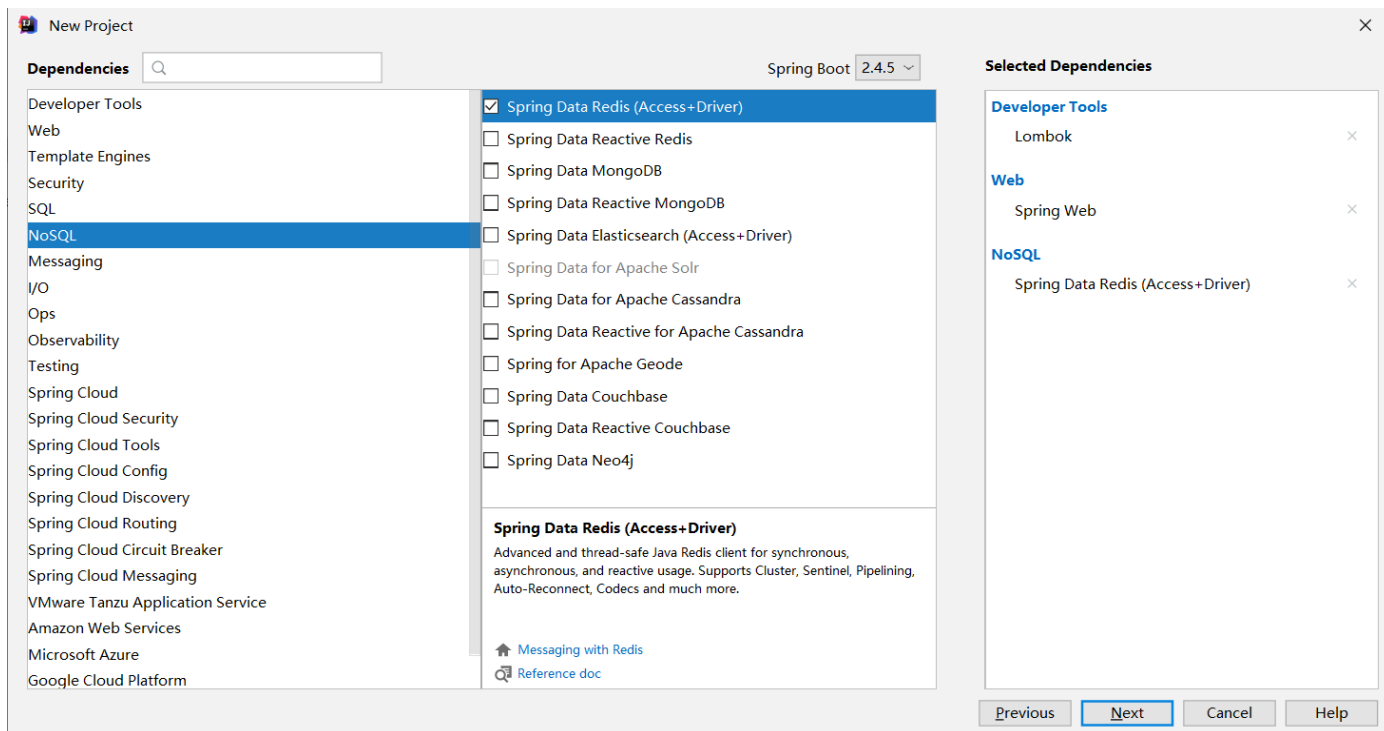 New Project
Dependencies
Spring Boot 2.4.5
Developer Tools
Web
Template Engines
Security
SQL
NoSQL
Messaging
I/O
Ops
Observability
Testing
Spring Cloud
Spring Cloud Security
Spring Cloud Tools
Spring Cloud Config
Spring Cloud Discovery
Spring Cloud Routing
Spring Cloud Circuit Breaker
Spring Cloud Messaging
VMware Tanzu Application Service
Amazon Web Services
Microsoft Azure
Google Cloud Platform
Spring Data Redis (Access+Driver)
Spring Data Reactive Redis
Spring Data MongoDB
Spring Data Reactive MongoDB
Spring Data Elasticsearch (Access+Driver)
Spring Data for Apache Solr
Spring Data for Apache Cassandra
Spring Data Reactive for Apache Cassandra
Spring for Apache Geode
Spring Data Couchbase
Spring Data Reactive Couchbase
Spring Data Neo4j
Spring Data Redis (Access+Driver)
Advanced and thread-safe Java Redis client for synchronous,
asynchronous, and reactive usage. Supports Cluster, Sentinel, Pipelining,
Auto-Reconnect, Codecs and much more.
Messaging with Redis
Reference doc
Selected Dependencies
Developer Tools
Lombok
Web
Spring Web
NoSQL
Spring Data Redis (Access+Driver)
Previous
Next
Cancel
Help